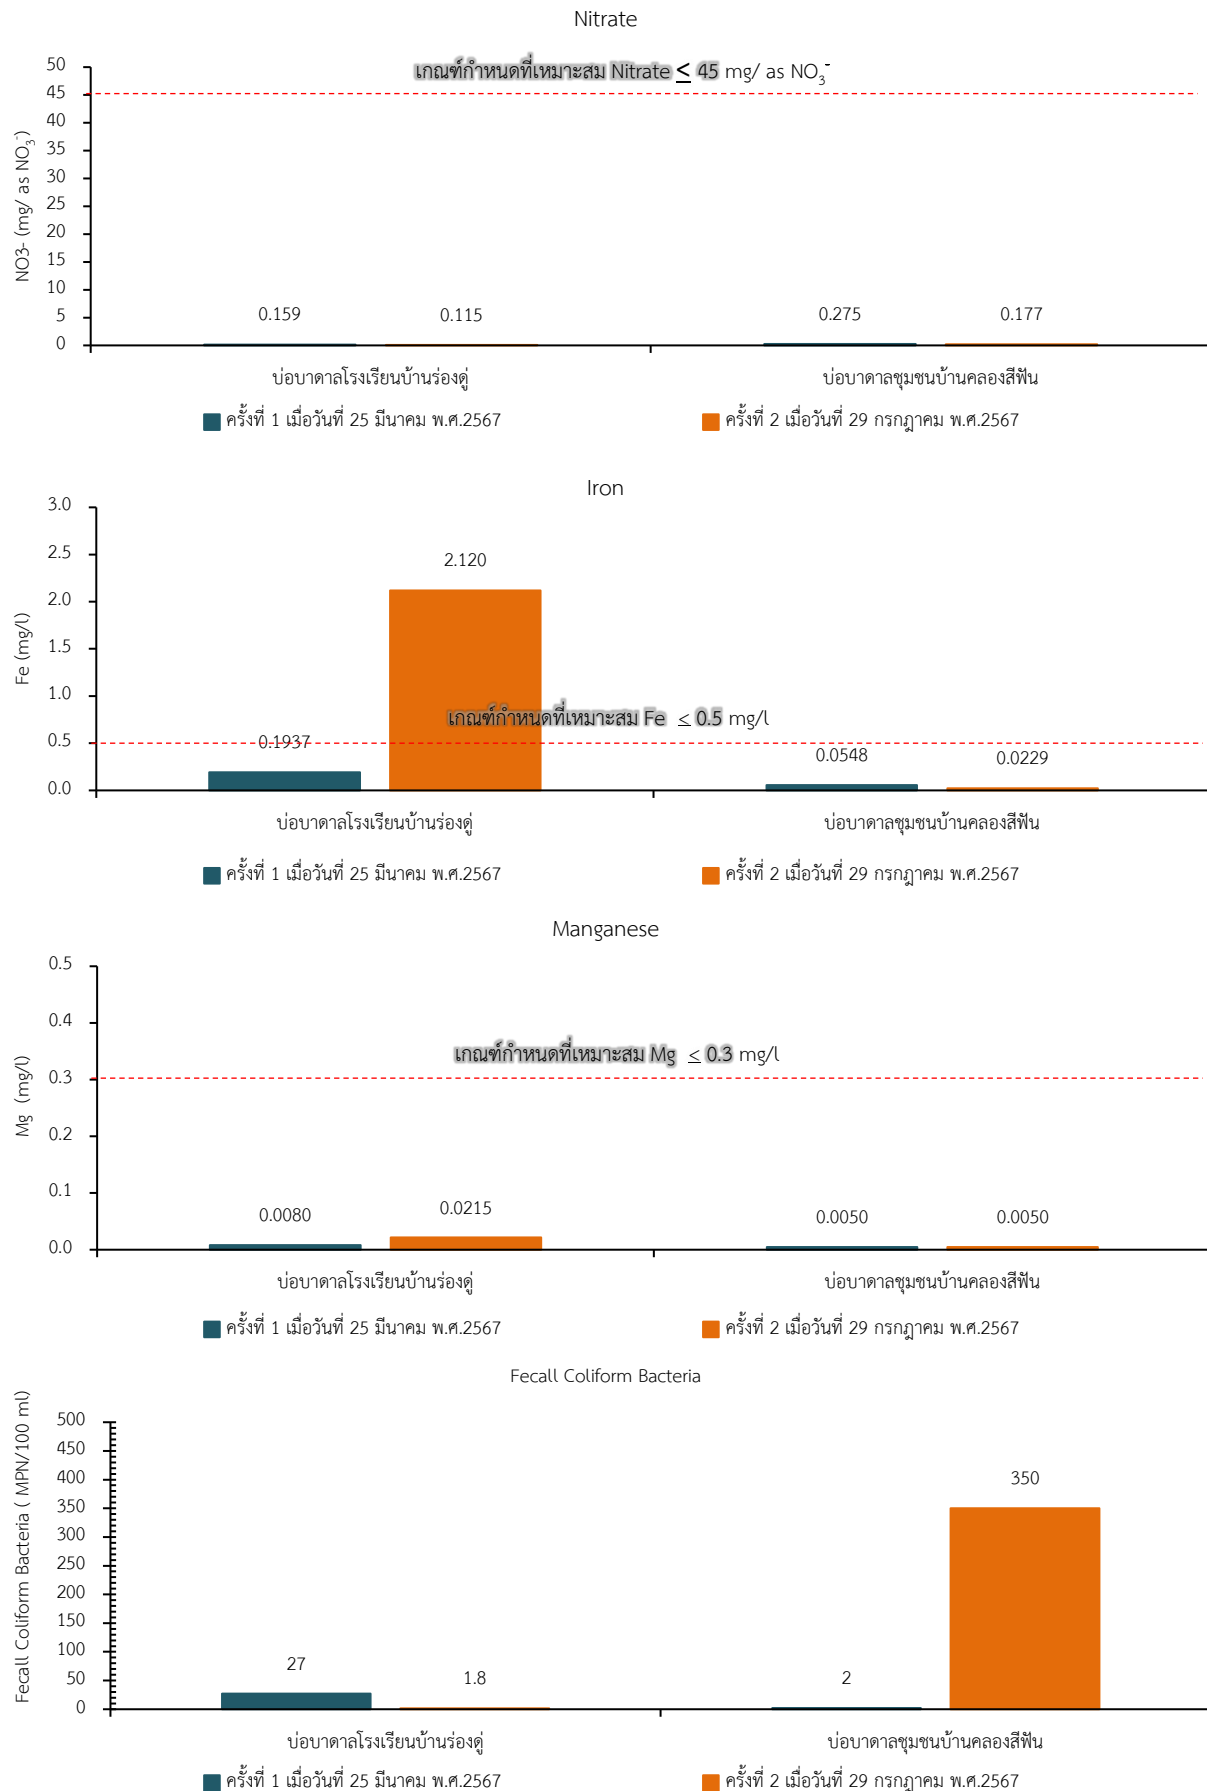 Nitrate
เกณฑ์กำหนดที่เหมาะสม Nitrate ≤ 45 mg/ as NO₃⁻
50
45
40
35
30
25
20
15
10
5
0
NO3- (mg/ as NO₃⁻)
0.159 0.115 0.275 0.177
บ่อบาดาลโรงเรียนบ้านร่องดู่ บ่อบาดาลชุมชนบ้านคลองสีฟัน
ครั้งที่ 1 เมื่อวันที่ 25 มีนาคม พ.ศ.2567 ครั้งที่ 2 เมื่อวันที่ 29 กรกฎาคม พ.ศ.2567
Iron
3.0
2.5
2.0
1.5
1.0
0.5
0.0
Fe (mg/l)
2.120
เกณฑ์กำหนดที่เหมาะสม Fe ≤ 0.5 mg/l
0.1937 0.0548 0.0229
บ่อบาดาลโรงเรียนบ้านร่องดู่ บ่อบาดาลชุมชนบ้านคลองสีฟัน
ครั้งที่ 1 เมื่อวันที่ 25 มีนาคม พ.ศ.2567 ครั้งที่ 2 เมื่อวันที่ 29 กรกฎาคม พ.ศ.2567
Manganese
0.5
0.4
0.3
0.2
0.1
0.0
Mg (mg/l)
เกณฑ์กำหนดที่เหมาะสม Mg ≤ 0.3 mg/l
0.0080 0.0215 0.0050 0.0050
บ่อบาดาลโรงเรียนบ้านร่องดู่ บ่อบาดาลชุมชนบ้านคลองสีฟัน
ครั้งที่ 1 เมื่อวันที่ 25 มีนาคม พ.ศ.2567 ครั้งที่ 2 เมื่อวันที่ 29 กรกฎาคม พ.ศ.2567
Fecall Coliform Bacteria
500
450
400
350
300
250
200
150
100
50
0
Fecall Coliform Bacteria ( MPN/100 ml)
27 1.8 2 350
บ่อบาดาลโรงเรียนบ้านร่องดู่ บ่อบาดาลชุมชนบ้านคลองสีฟัน
ครั้งที่ 1 เมื่อวันที่ 25 มีนาคม พ.ศ.2567 ครั้งที่ 2 เมื่อวันที่ 29 กรกฎาคม พ.ศ.2567